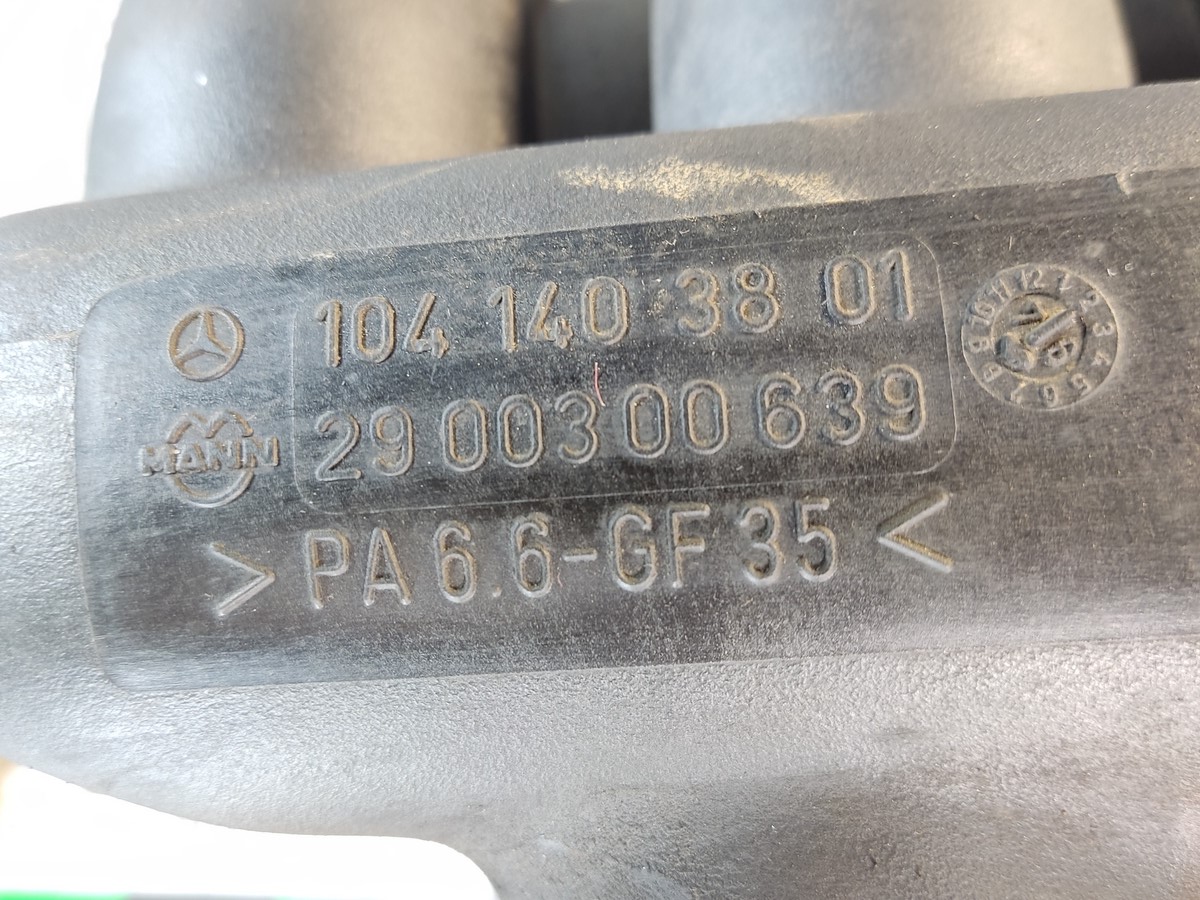 104 140 38 01
MANN
29 003 00 639
> PA 6.6-GF 35 <